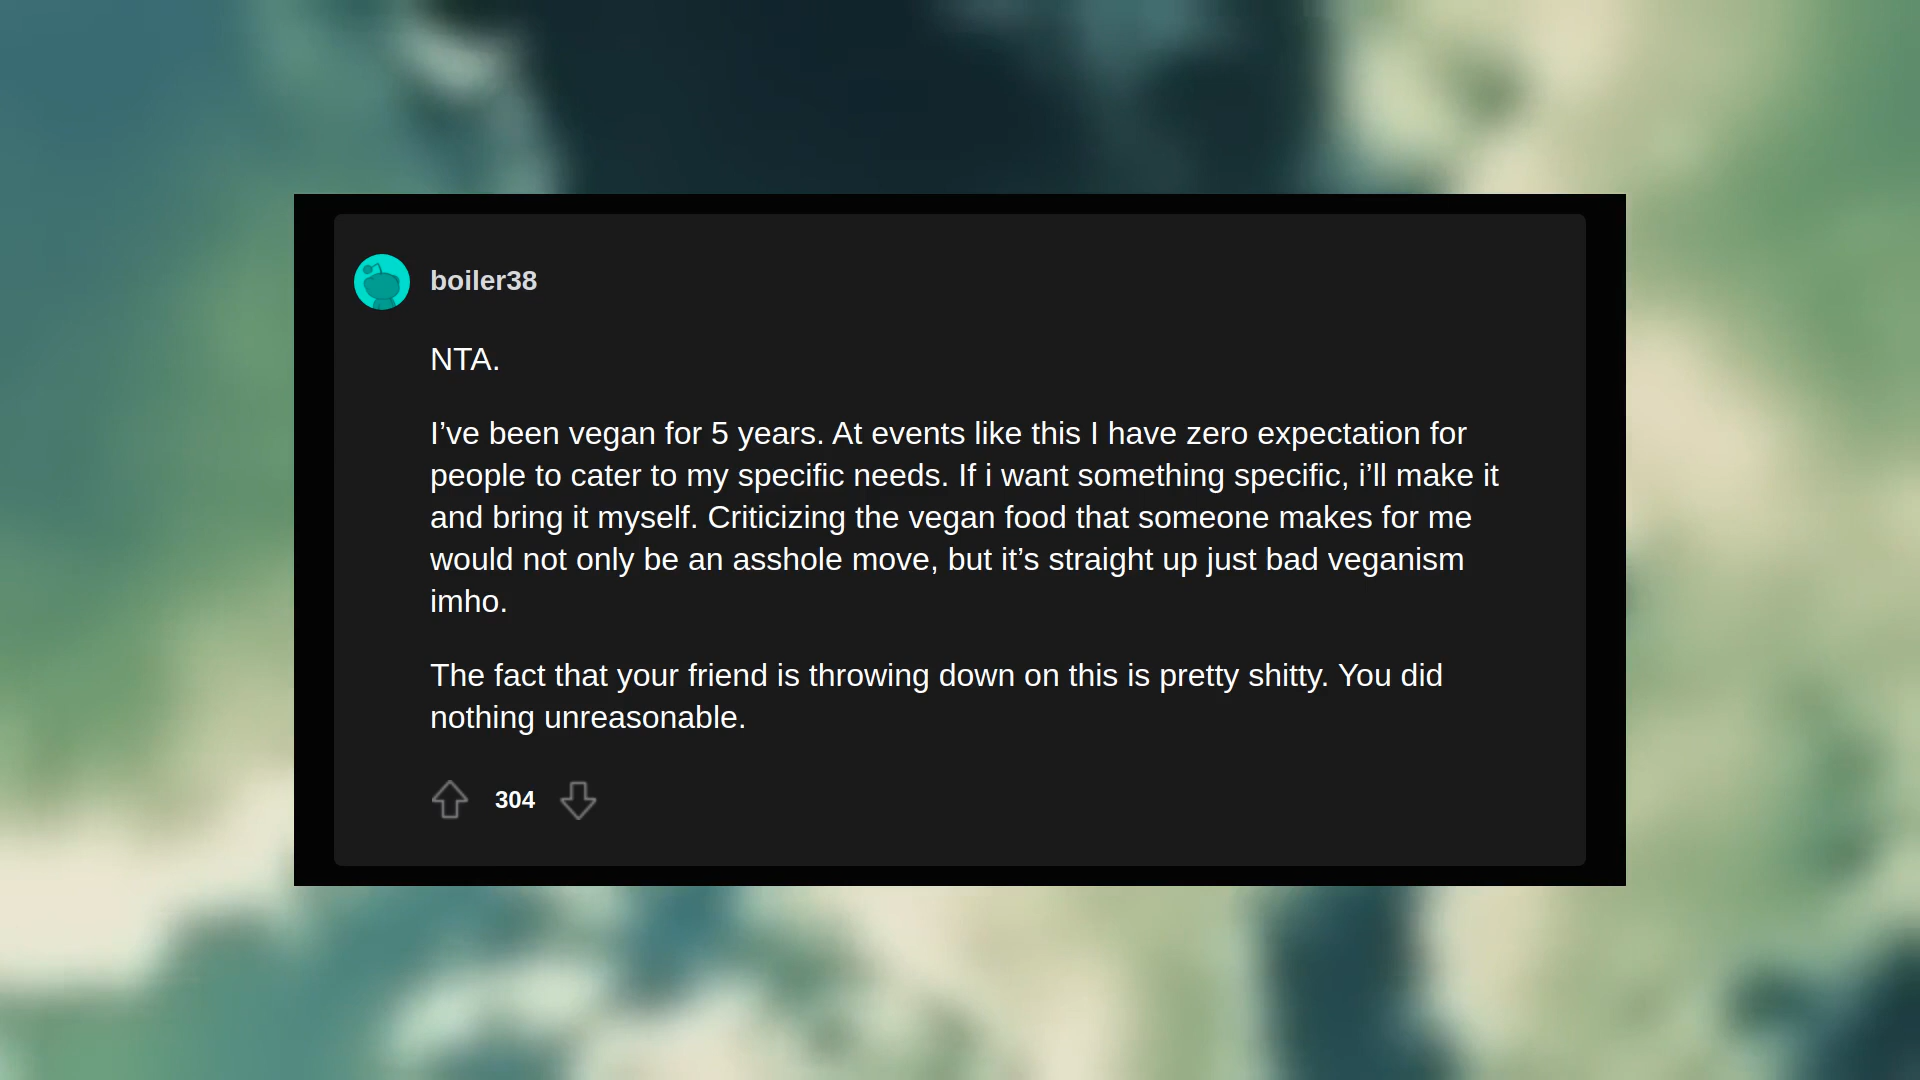 boiler38
NTA.
I’ve been vegan for 5 years. At events like this I have zero expectation for
people to cater to my specific needs. If i want something specific, i’ll make it
and bring it myself. Criticizing the vegan food that someone makes for me
would not only be an asshole move, but it’s straight up just bad veganism
imho.
The fact that your friend is throwing down on this is pretty shitty. You did
nothing unreasonable.
304